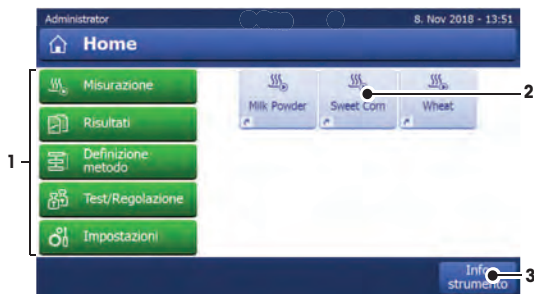 Administrator
8. Nov 2018 - 13:51
Home
Misurazione
Risultati
Definizione
metodo
Test/Regolazione
Impostazioni
Milk Powder
Sweet Corn
Wheat
Info
strumento
1
2
3